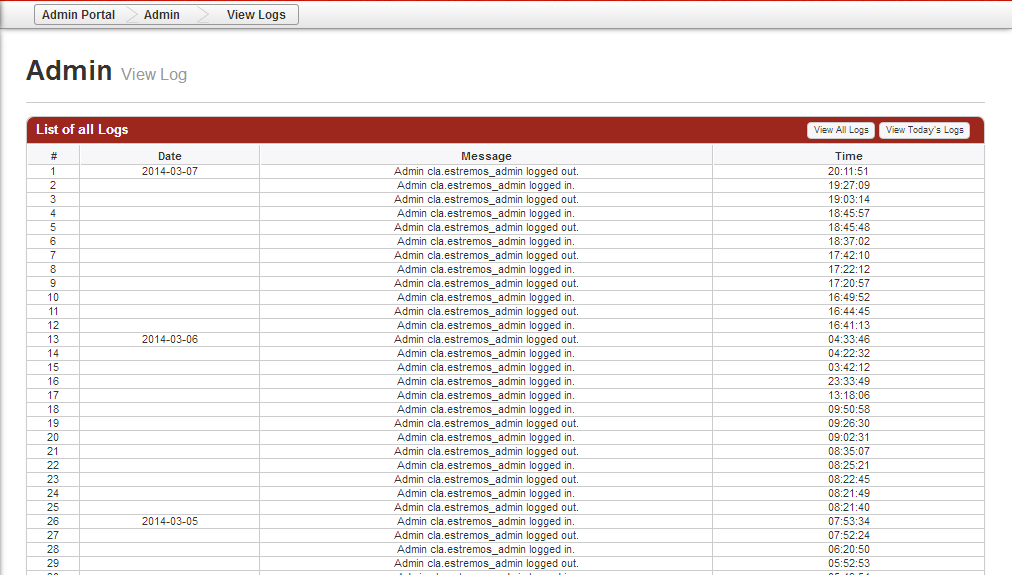 Admin Portal Admin View Logs
Admin View Log
List of all Logs View All Logs View Today's Logs
# Date Message Time
1 2014-03-07 Admin cla.estremos_admin logged out. 20:11:51
2 Admin cla.estremos_admin logged in. 19:27:09
3 Admin cla.estremos_admin logged out. 19:03:14
4 Admin cla.estremos_admin logged in. 18:45:57
5 Admin cla.estremos_admin logged out. 18:45:48
6 Admin cla.estremos_admin logged in. 18:37:02
7 Admin cla.estremos_admin logged out. 17:42:10
8 Admin cla.estremos_admin logged in. 17:22:12
9 Admin cla.estremos_admin logged out. 17:20:57
10 Admin cla.estremos_admin logged in. 16:49:52
11 Admin cla.estremos_admin logged out. 16:44:45
12 Admin cla.estremos_admin logged in. 16:41:13
13 2014-03-06 Admin cla.estremos_admin logged out. 04:33:46
14 Admin cla.estremos_admin logged in. 04:22:32
15 Admin cla.estremos_admin logged in. 03:42:12
16 Admin cla.estremos_admin logged in. 23:33:49
17 Admin cla.estremos_admin logged in. 13:18:06
18 Admin cla.estremos_admin logged in. 09:50:58
19 Admin cla.estremos_admin logged out. 09:26:30
20 Admin cla.estremos_admin logged in. 09:02:31
21 Admin cla.estremos_admin logged out. 08:35:07
22 Admin cla.estremos_admin logged in. 08:25:21
23 Admin cla.estremos_admin logged out. 08:22:45
24 Admin cla.estremos_admin logged in. 08:21:49
25 Admin cla.estremos_admin logged out. 08:21:40
26 2014-03-05 Admin cla.estremos_admin logged in. 07:53:34
27 Admin cla.estremos_admin logged out. 07:52:24
28 Admin cla.estremos_admin logged in. 06:20:50
29 Admin cla.estremos_admin logged out. 05:52:53